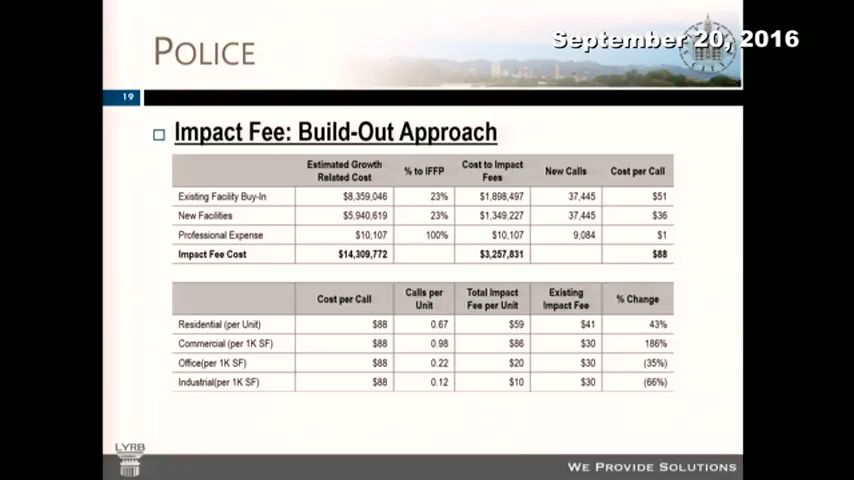 September 20, 2016
POLICE
19
Impact Fee: Build-Out Approach
Estimated Growth Related Cost % to IFFP Cost to Impact Fees New Calls Cost per Call
Existing Facility Buy-In $8,359,046 23% $1,898,497 37,445 $51
New Facilities $5,940,619 23% $1,349,227 37,445 $36
Professional Expense $10,107 100% $10,107 9,084 $1
Impact Fee Cost $14,309,772 $3,257,831 $88
Cost per Call Calls per Unit Total Impact Fee per Unit Existing Impact Fee % Change
Residential (per Unit) $88 0.67 $59 $41 43%
Commercial (per 1K SF) $88 0.98 $86 $30 186%
Office(per 1K SF) $88 0.22 $20 $30 (35%)
Industrial(per 1K SF) $88 0.12 $10 $30 (66%)
LYRB
WE PROVIDE SOLUTIONS